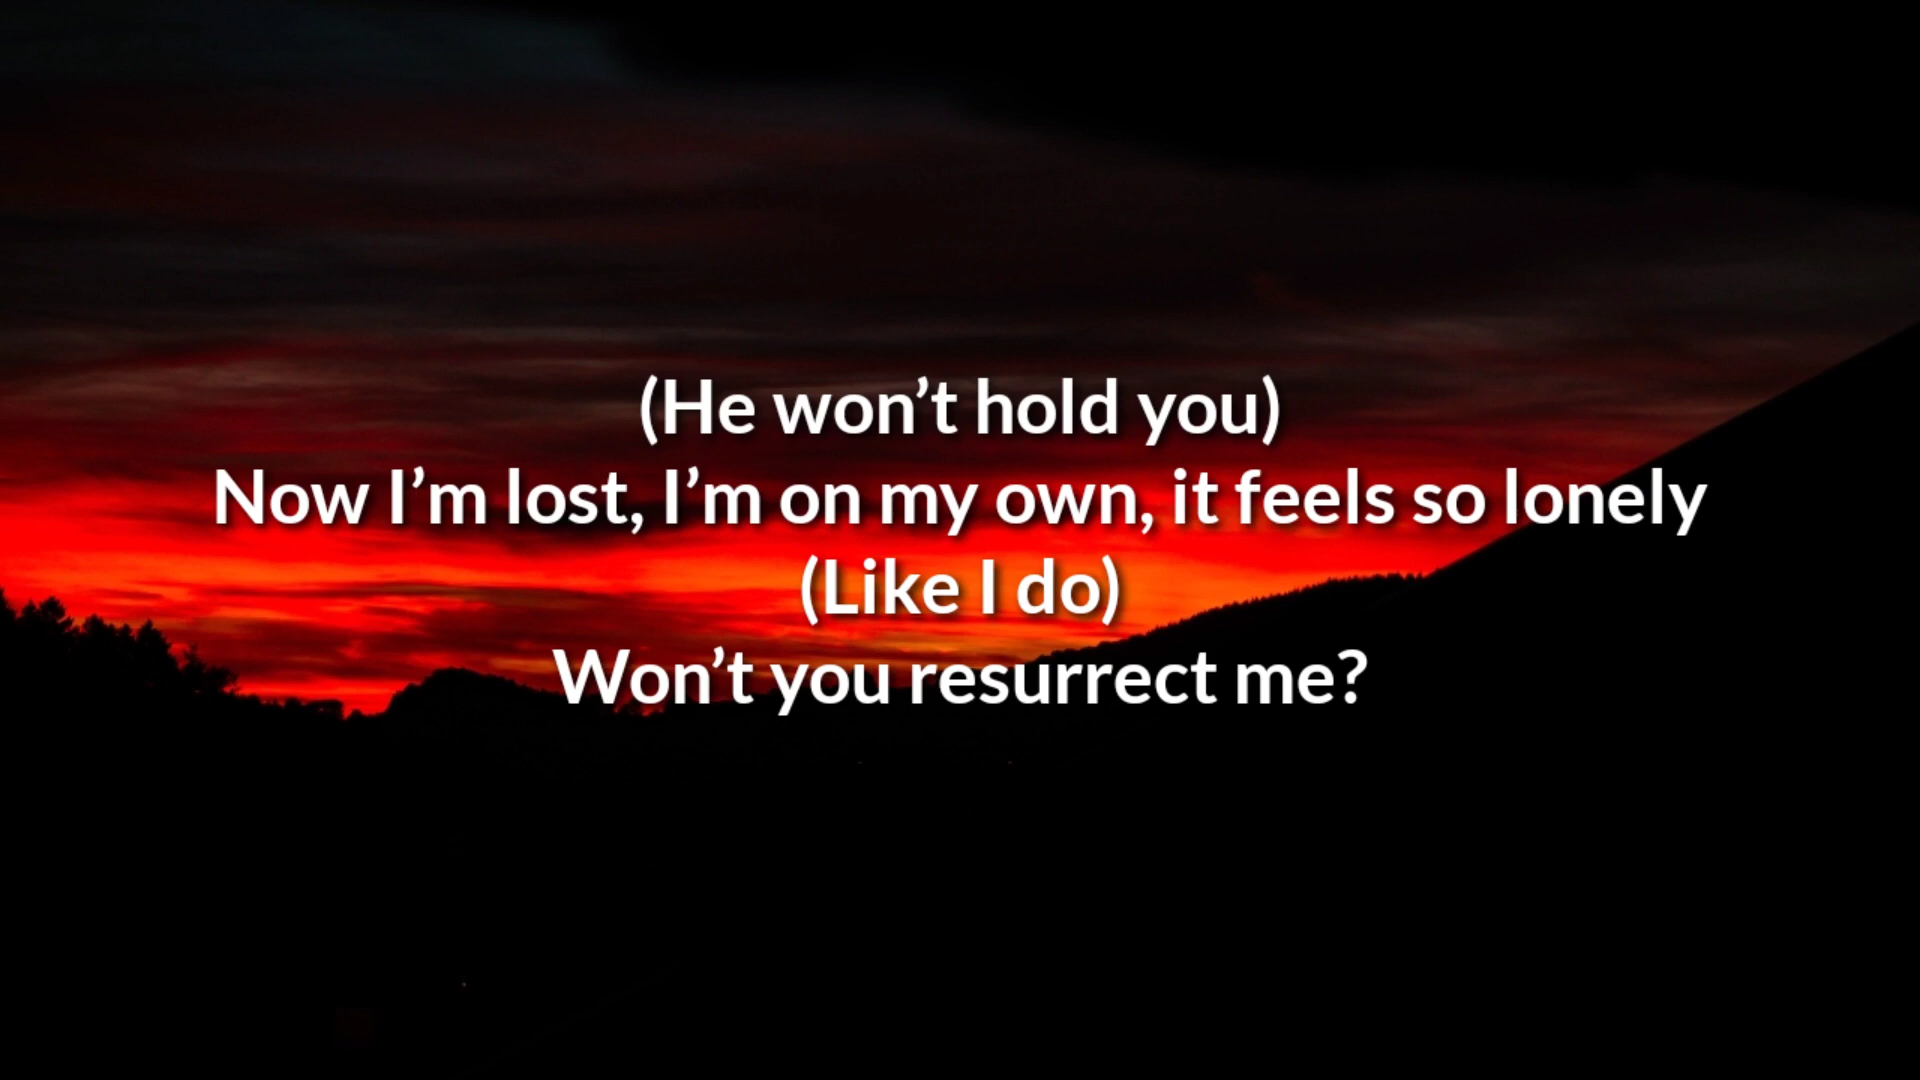 (He won’t hold you)
Now I’m lost, I’m on my own, it feels so lonely
(Like I do)
Won’t you resurrect me?